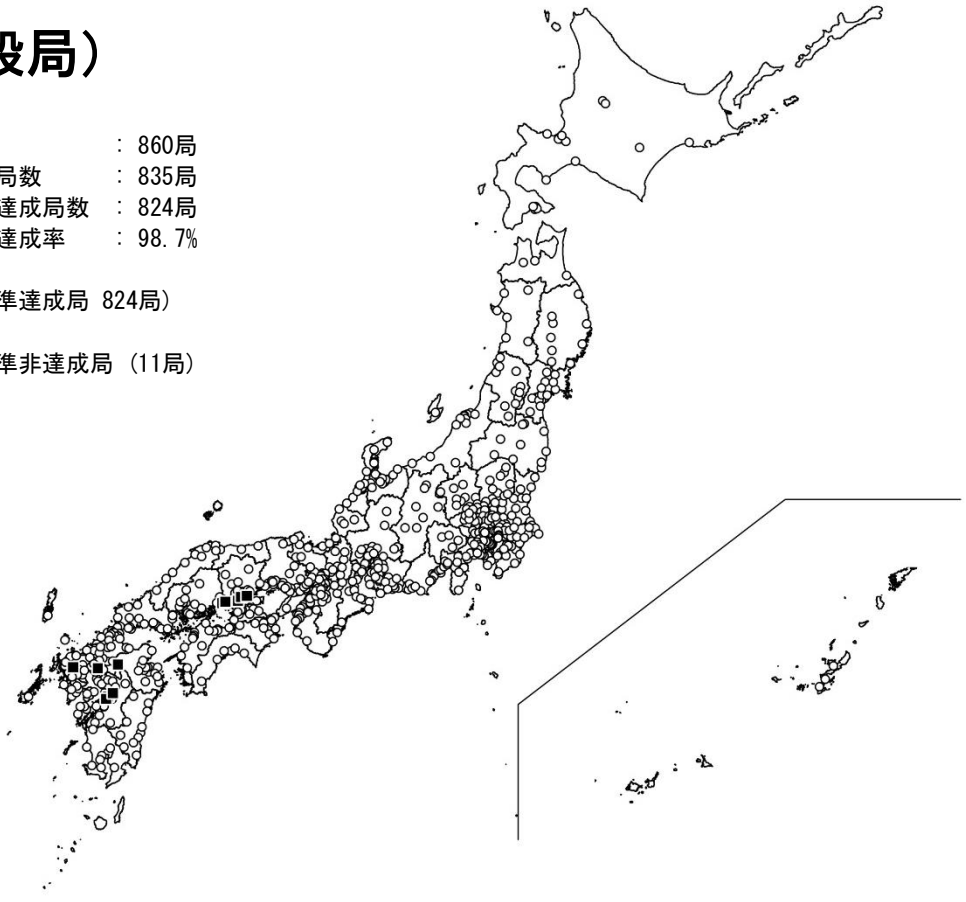 設局）
：860局
局数 ：835局
達成局数 ：824局
達成率 ：98.7%
準達成局 824局）
準非達成局 (11局)